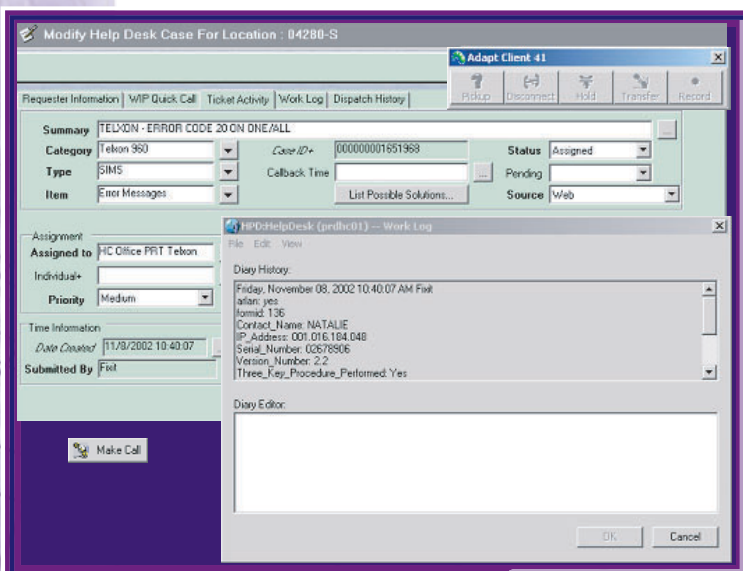 Modify Help Desk Case For Location : 04280-S
Adapt Client 41
Pickup Disconnect Hold Transfer Record
Requester Information WIP Quick Call Ticket Activity Work Log Dispatch History
Summary TELXON - ERROR CODE 20 ON ONE/ALL ...
Category Telxon 960 Case ID+ 000000001651968 Status Assigned
Type SIMS Callback Time ... Pending
Item Error Messages List Possible Solutions... Source Web
HPD:HelpDesk (prdhc01) -- Work Log
File Edit View
Assignment
Assigned to HC Office PRT Telxon
Individual+
Priority Medium
Time Information
Date Created 11/8/2002 10:40:07
Submitted By Fixit
Diary History:
Friday, November 08, 2002 10:40:07 AM Fixit
arlan: yes
formid: 136
Contact_Name: NATALIE
IP_Address: 001.016.184.048
Serial_Number: 02678906
Version_Number: 2.2
Three_Key_Procedure_Performed: Yes
Diary Editor:
Make Call
OK Cancel